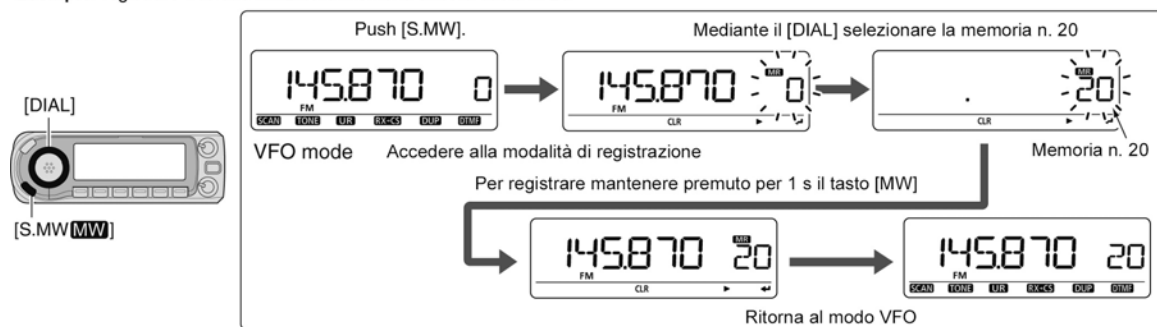 Push [S.MW].
Mediante il [DIAL] selezionare la memoria n. 20
145.870 0
FM
SCAN TONE UR RX→CS DUP DTMF
MR
145.870 0
FM
CLR
MR
. 20
CLR
[DIAL]
VFO mode
Accedere alla modalità di registrazione
Memoria n. 20
Per registrare mantenere premuto per 1 s il tasto [MW]
[S.MW MW ]
MR
145.870 20
FM
CLR
145.870 20
FM
SCAN TONE UR RX→CS DUP DTMF
Ritorna al modo VFO